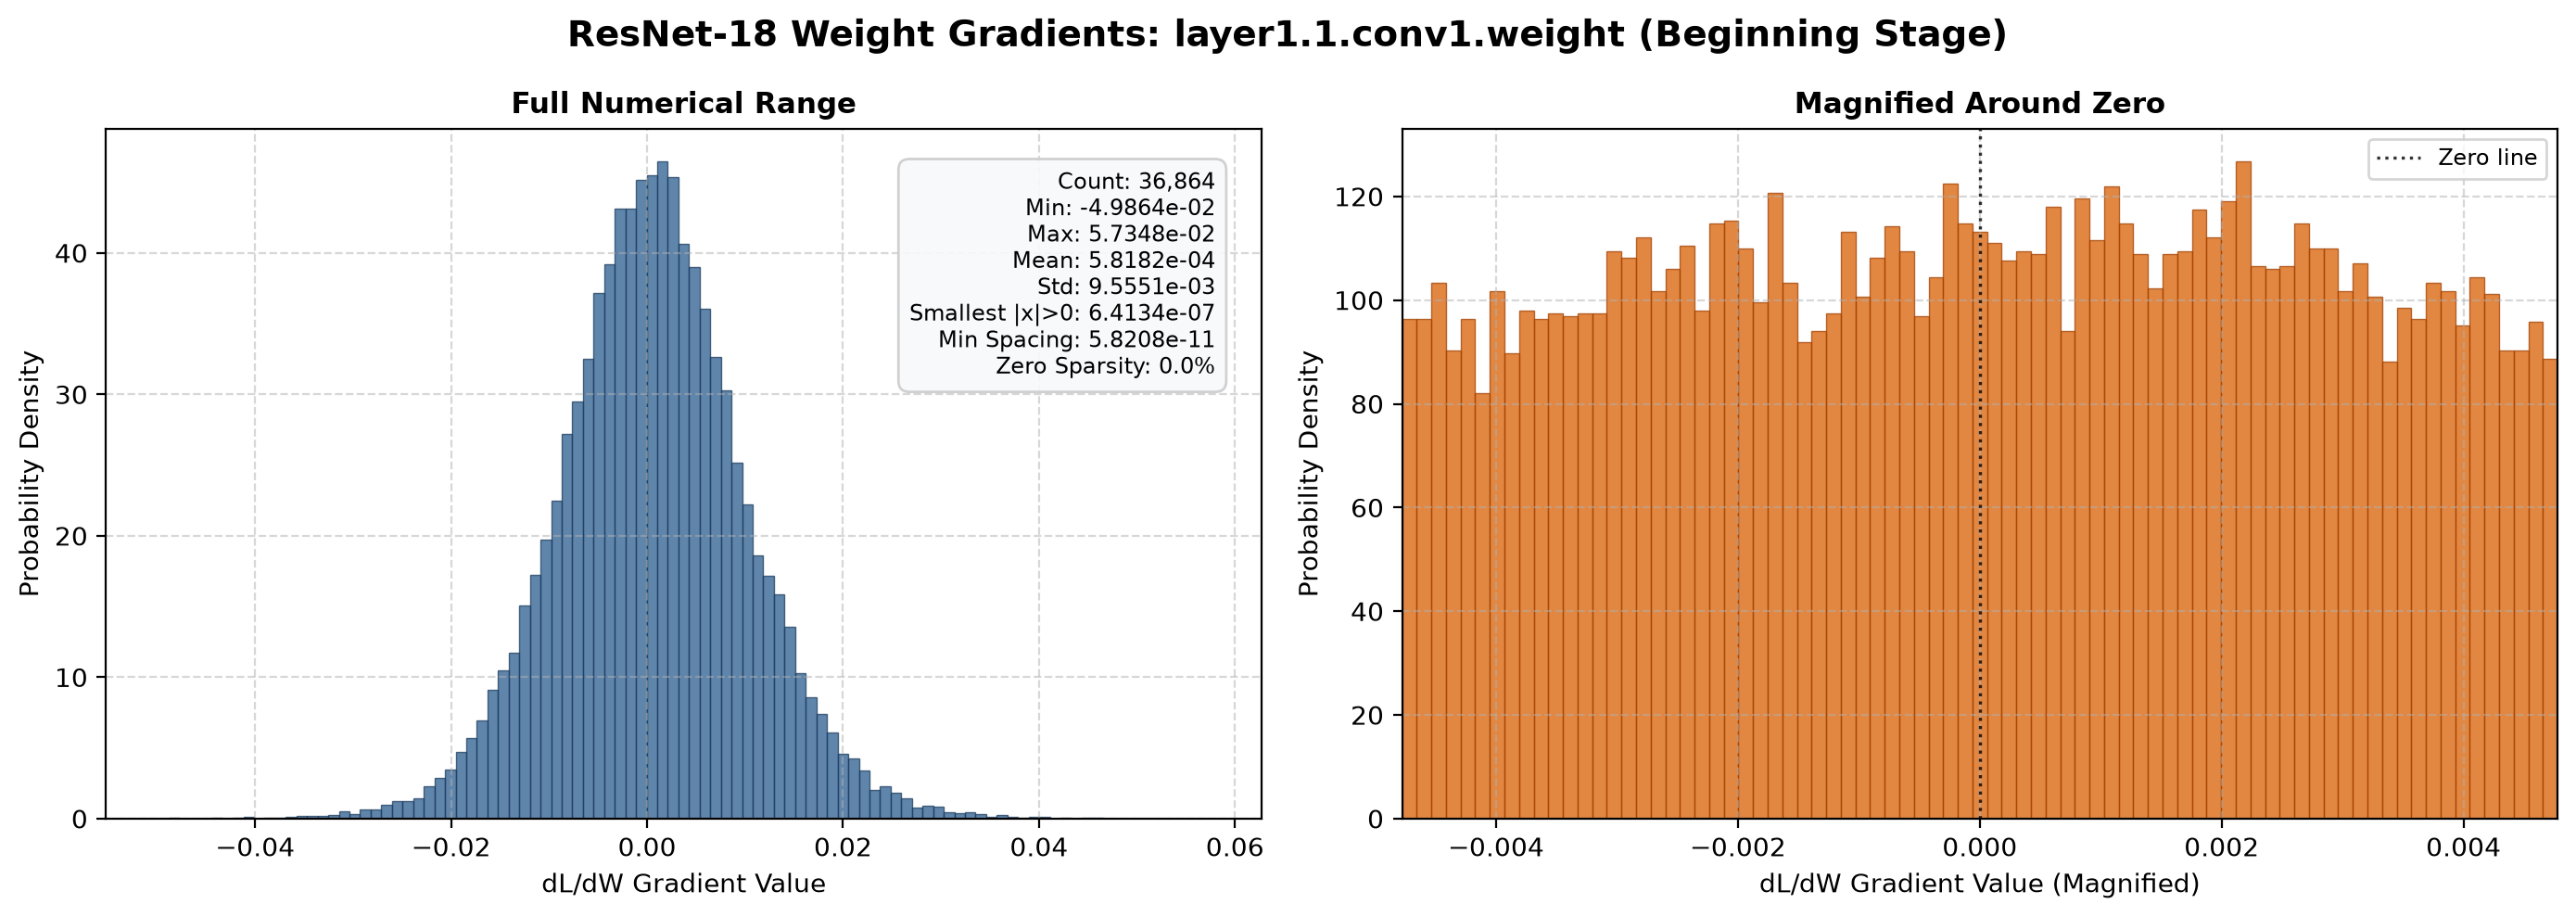 ResNet-18 Weight Gradients: layer1.1.conv1.weight (Beginning Stage)
Full Numerical Range
Probability Density
40
30
20
10
0
Count: 36,864
Min: -4.9864e-02
Max: 5.7348e-02
Mean: 5.8182e-04
Std: 9.5551e-03
Smallest |x|>0: 6.4134e-07
Min Spacing: 5.8208e-11
Zero Sparsity: 0.0%
−0.04 −0.02 0.00 0.02 0.04 0.06
dL/dW Gradient Value
Magnified Around Zero
Probability Density
120
100
80
60
40
20
0
Zero line
−0.004 −0.002 0.000 0.002 0.004
dL/dW Gradient Value (Magnified)